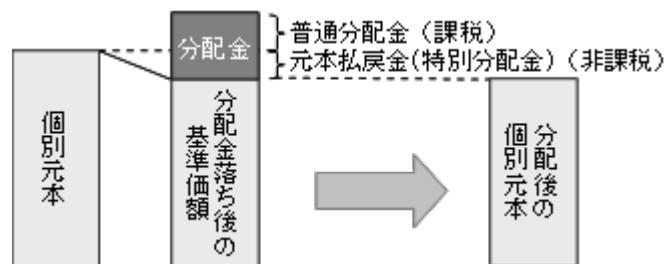 普通分配金（課税）
分配金
元本払戻金(特別分配金)（非課税）
個別元本
分配金落ち後の
基準価額
分配後の
個別元本